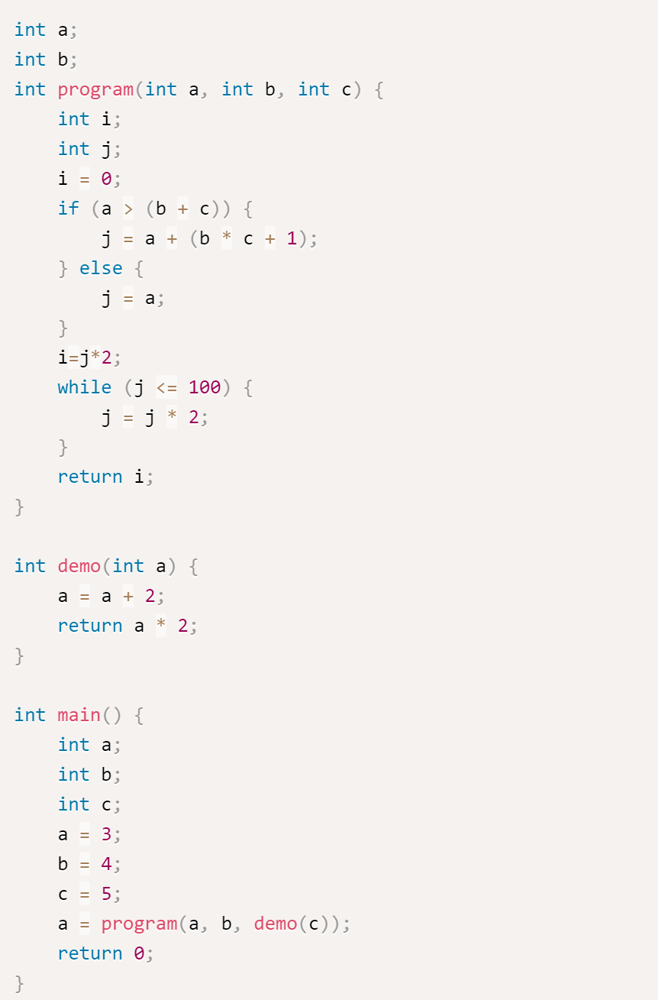 int a;
int b;
int program(int a, int b, int c) {
    int i;
    int j;
    i = 0;
    if (a > (b + c)) {
        j = a + (b * c + 1);
    } else {
        j = a;
    }
    i=j*2;
    while (j <= 100) {
        j = j * 2;
    }
    return i;
}

int demo(int a) {
    a = a + 2;
    return a * 2;
}

int main() {
    int a;
    int b;
    int c;
    a = 3;
    b = 4;
    c = 5;
    a = program(a, b, demo(c));
    return 0;
}